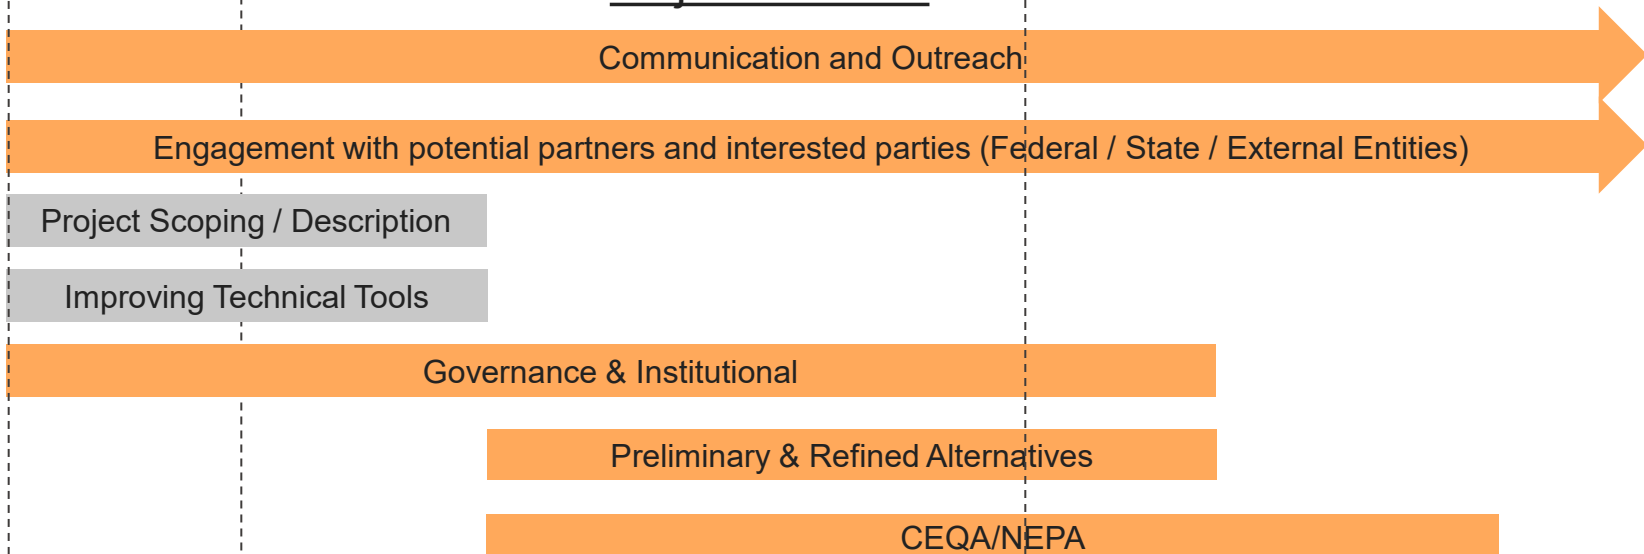 Communication and Outreach
Engagement with potential partners and interested parties (Federal / State / External Entities)
Project Scoping / Description
Improving Technical Tools
Governance & Institutional
Preliminary & Refined Alternatives
CEQA/NEPA